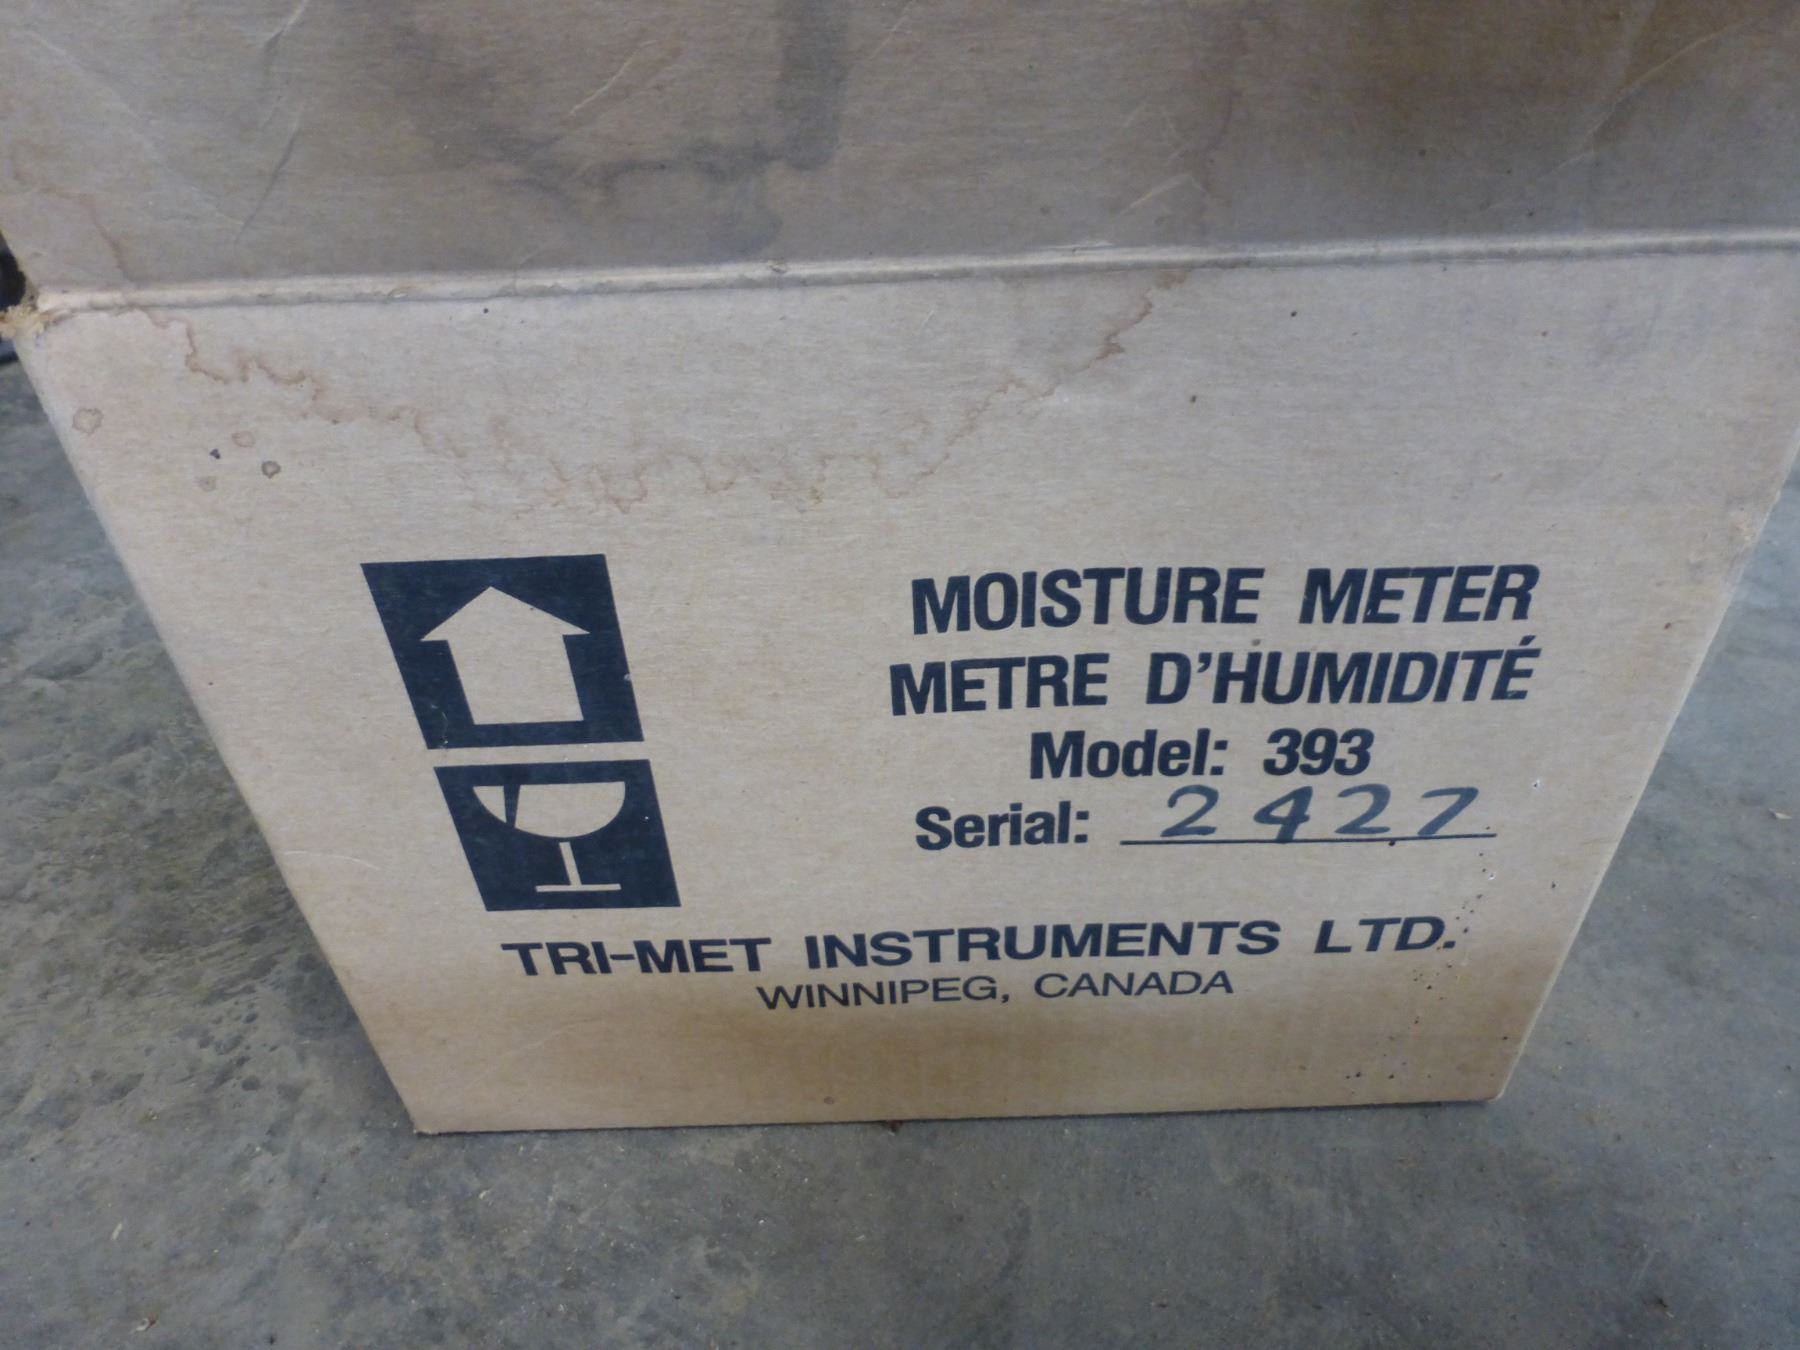 MOISTURE METER
METRE D'HUMIDITÉ
Model: 393
Serial: 2427
TRI-MET INSTRUMENTS LTD.
WINNIPEG, CANADA